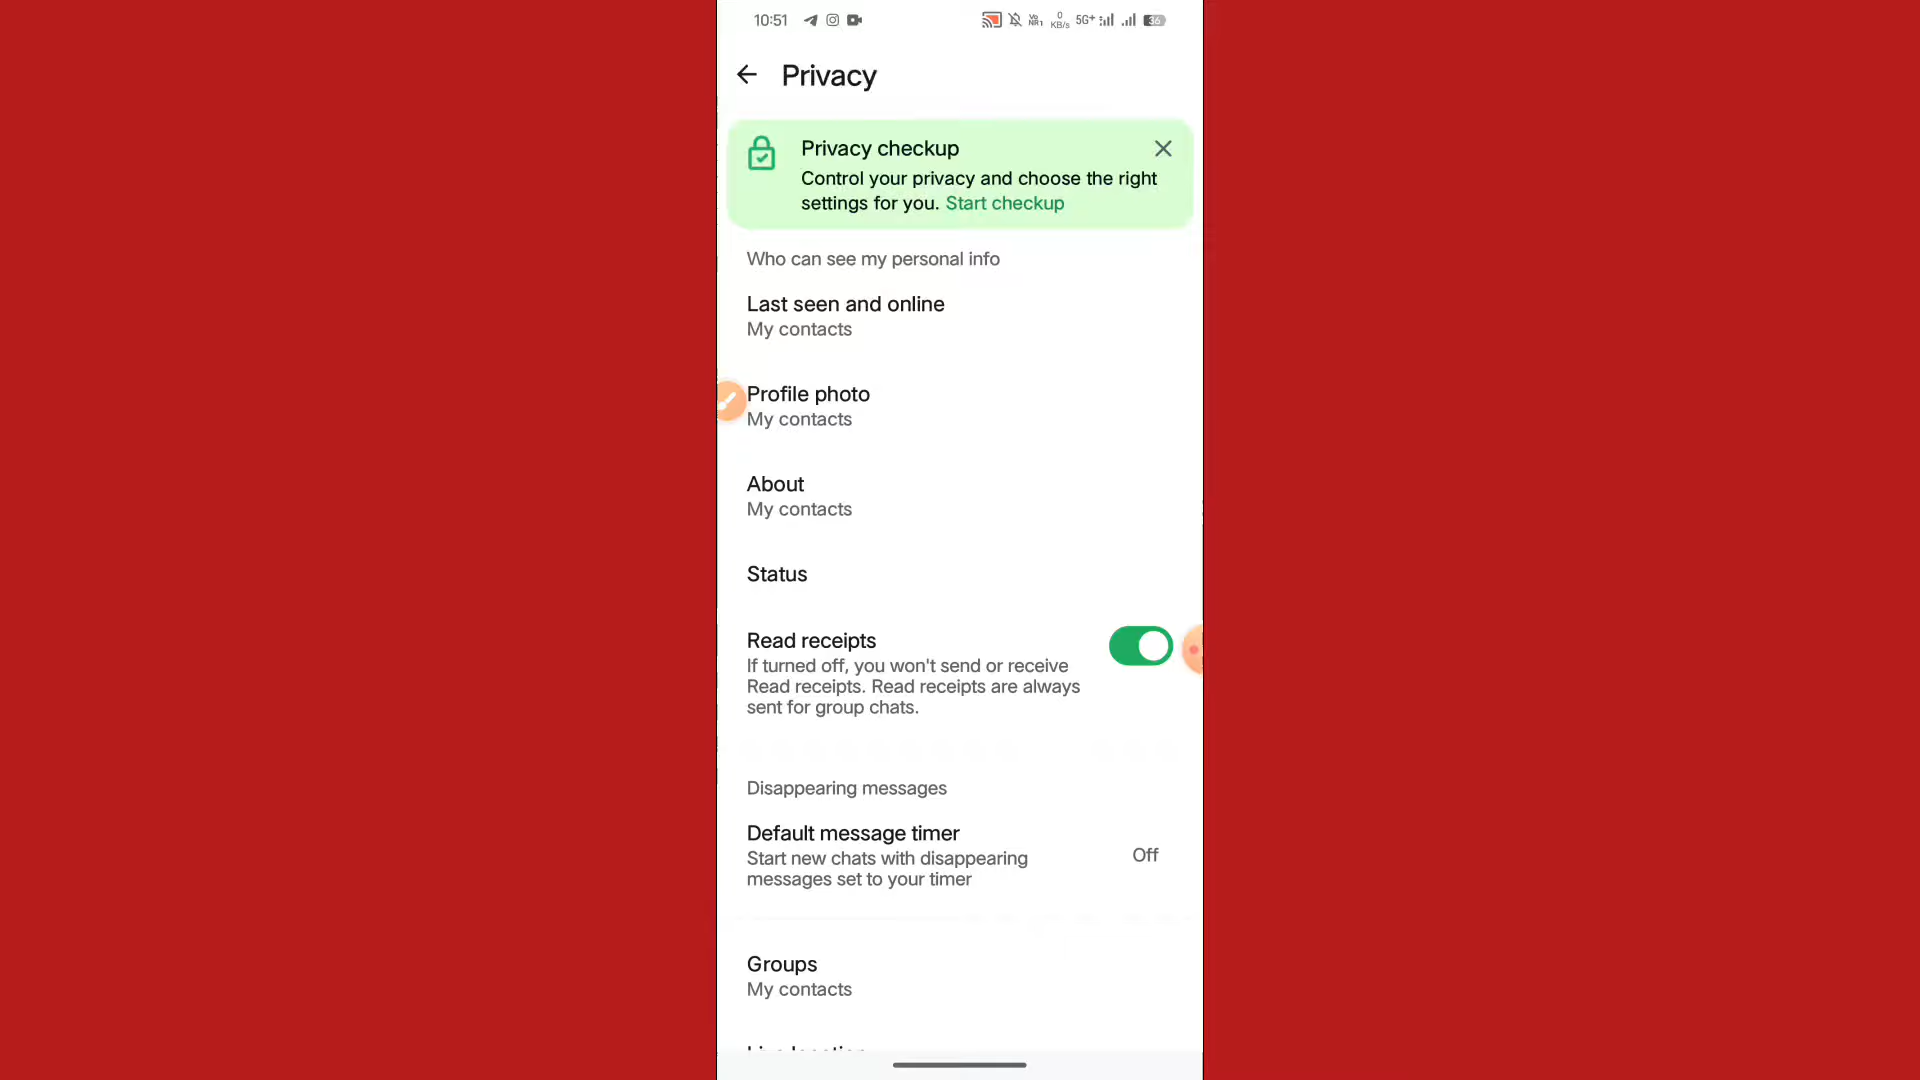 10:51
0 KB/s 5G+ 36
Privacy
Privacy checkup
Control your privacy and choose the right
settings for you. Start checkup
Who can see my personal info
Last seen and online
My contacts
Profile photo
My contacts
About
My contacts
Status
Read receipts
If turned off, you won't send or receive
Read receipts. Read receipts are always
sent for group chats.
Disappearing messages
Default message timer
Start new chats with disappearing
messages set to your timer
Off
Groups
My contacts